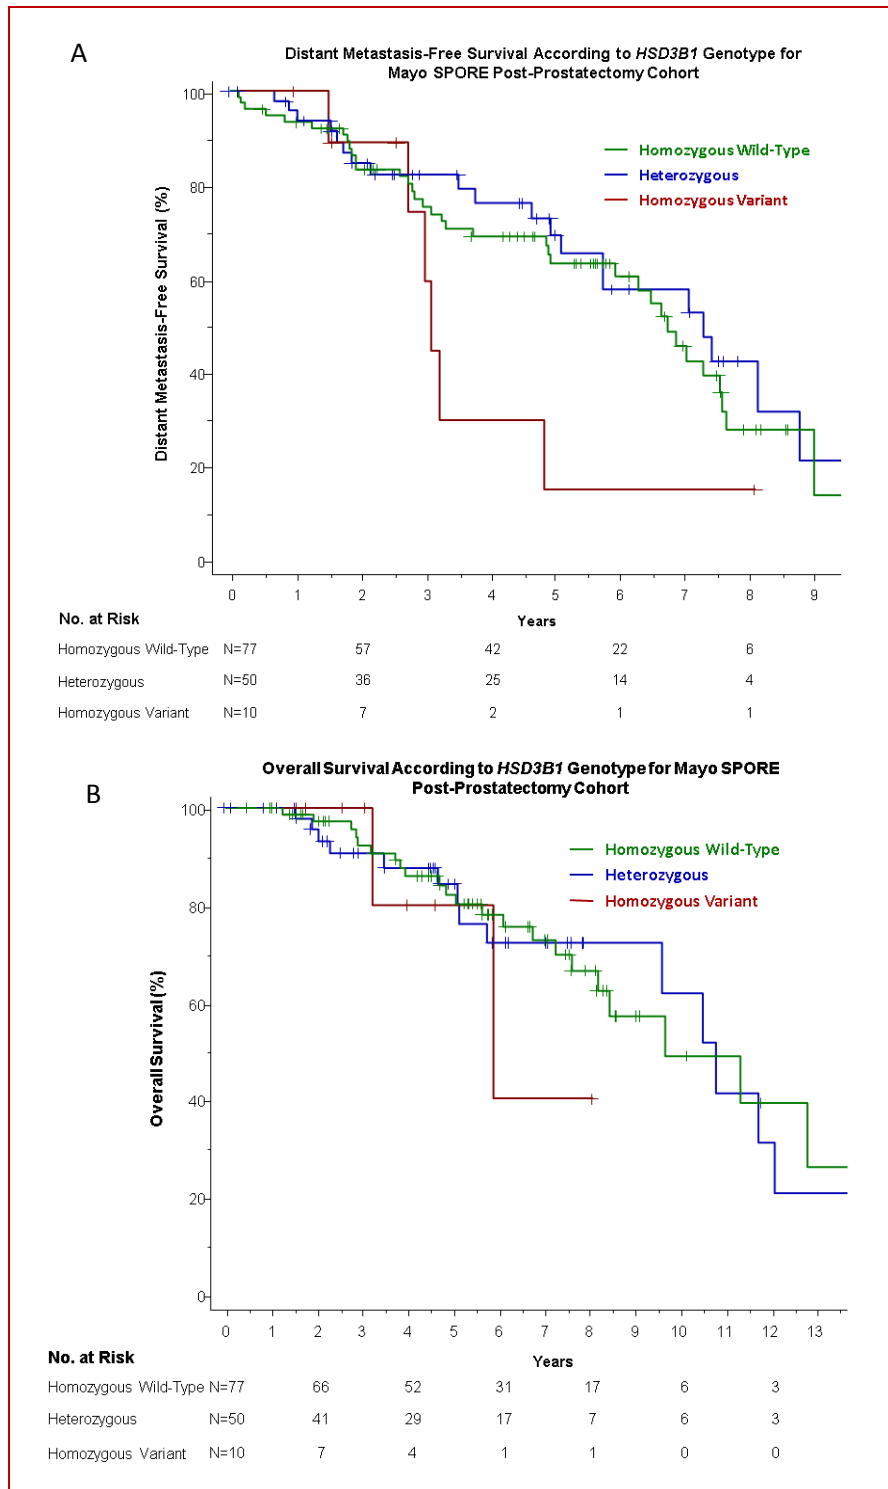 A
Distant Metastasis-Free Survival According to HSD3B1 Genotype for
Mayo SPORE Post-Prostatectomy Cohort
Homozygous Wild-Type
Heterozygous
Homozygous Variant
Distant Metastasis-Free Survival (%)
100
80
60
40
20
0
0 1 2 3 4 5 6 7 8 9
Years
No. at Risk
Homozygous Wild-Type N=77 57 42 22 6
Heterozygous N=50 36 25 14 4
Homozygous Variant N=10 7 2 1 1
B
Overall Survival According to HSD3B1 Genotype for Mayo SPORE
Post-Prostatectomy Cohort
Homozygous Wild-Type
Heterozygous
Homozygous Variant
Overall Survival (%)
100
80
60
40
20
0
0 1 2 3 4 5 6 7 8 9 10 11 12 13
Years
No. at Risk
Homozygous Wild-Type N=77 66 52 31 17 6 3
Heterozygous N=50 41 29 17 7 6 3
Homozygous Variant N=10 7 4 1 1 0 0